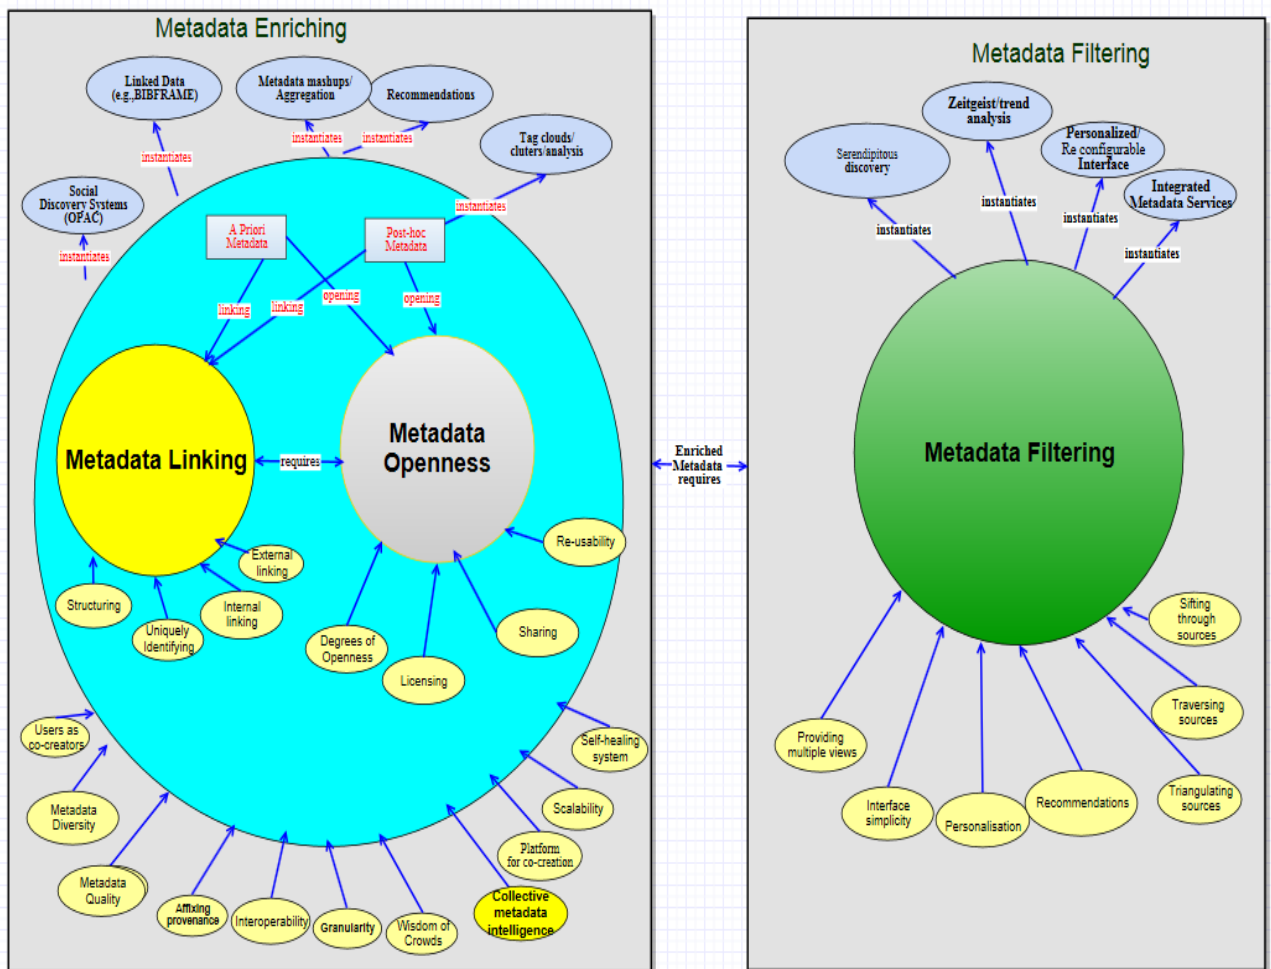 Metadata Enriching
Linked Data
(e.g.,BIBFRAME)
Metadata mashups/
Aggregation
Recommendations
Tag clouds/
cluters/analysis
Social
Discovery Systems
(OPAC)
instantiates
instantiates
instantiates
instantiates
instantiates
A Priori
Metadata
Post-hoc
Metadata
linking
linking
opening
opening
Metadata Linking
requires
Metadata
Openness
External
linking
Internal
linking
Structuring
Uniquely
Identifying
Degrees of
Openness
Licensing
Sharing
Re-usability
Users as
co-creators
Metadata
Diversity
Metadata
Quality
Affixing
provenance
Interoperability
Granularity
Wisdom of
Crowds
Collective
metadata
intelligence
Platform
for co-creation
Scalability
Self-healing
system
Enriched
Metadata
requires
Metadata Filtering
Serendipitous
discovery
Zeitgeist/trend
analysis
Personalized/
Re configurable
Interface
Integrated
Metadata Services
instantiates
instantiates
instantiates
instantiates
Metadata Filtering
Providing
multiple views
Interface
simplicity
Personalisation
Recommendations
Triangulating
sources
Traversing
sources
Sifting
through
sources